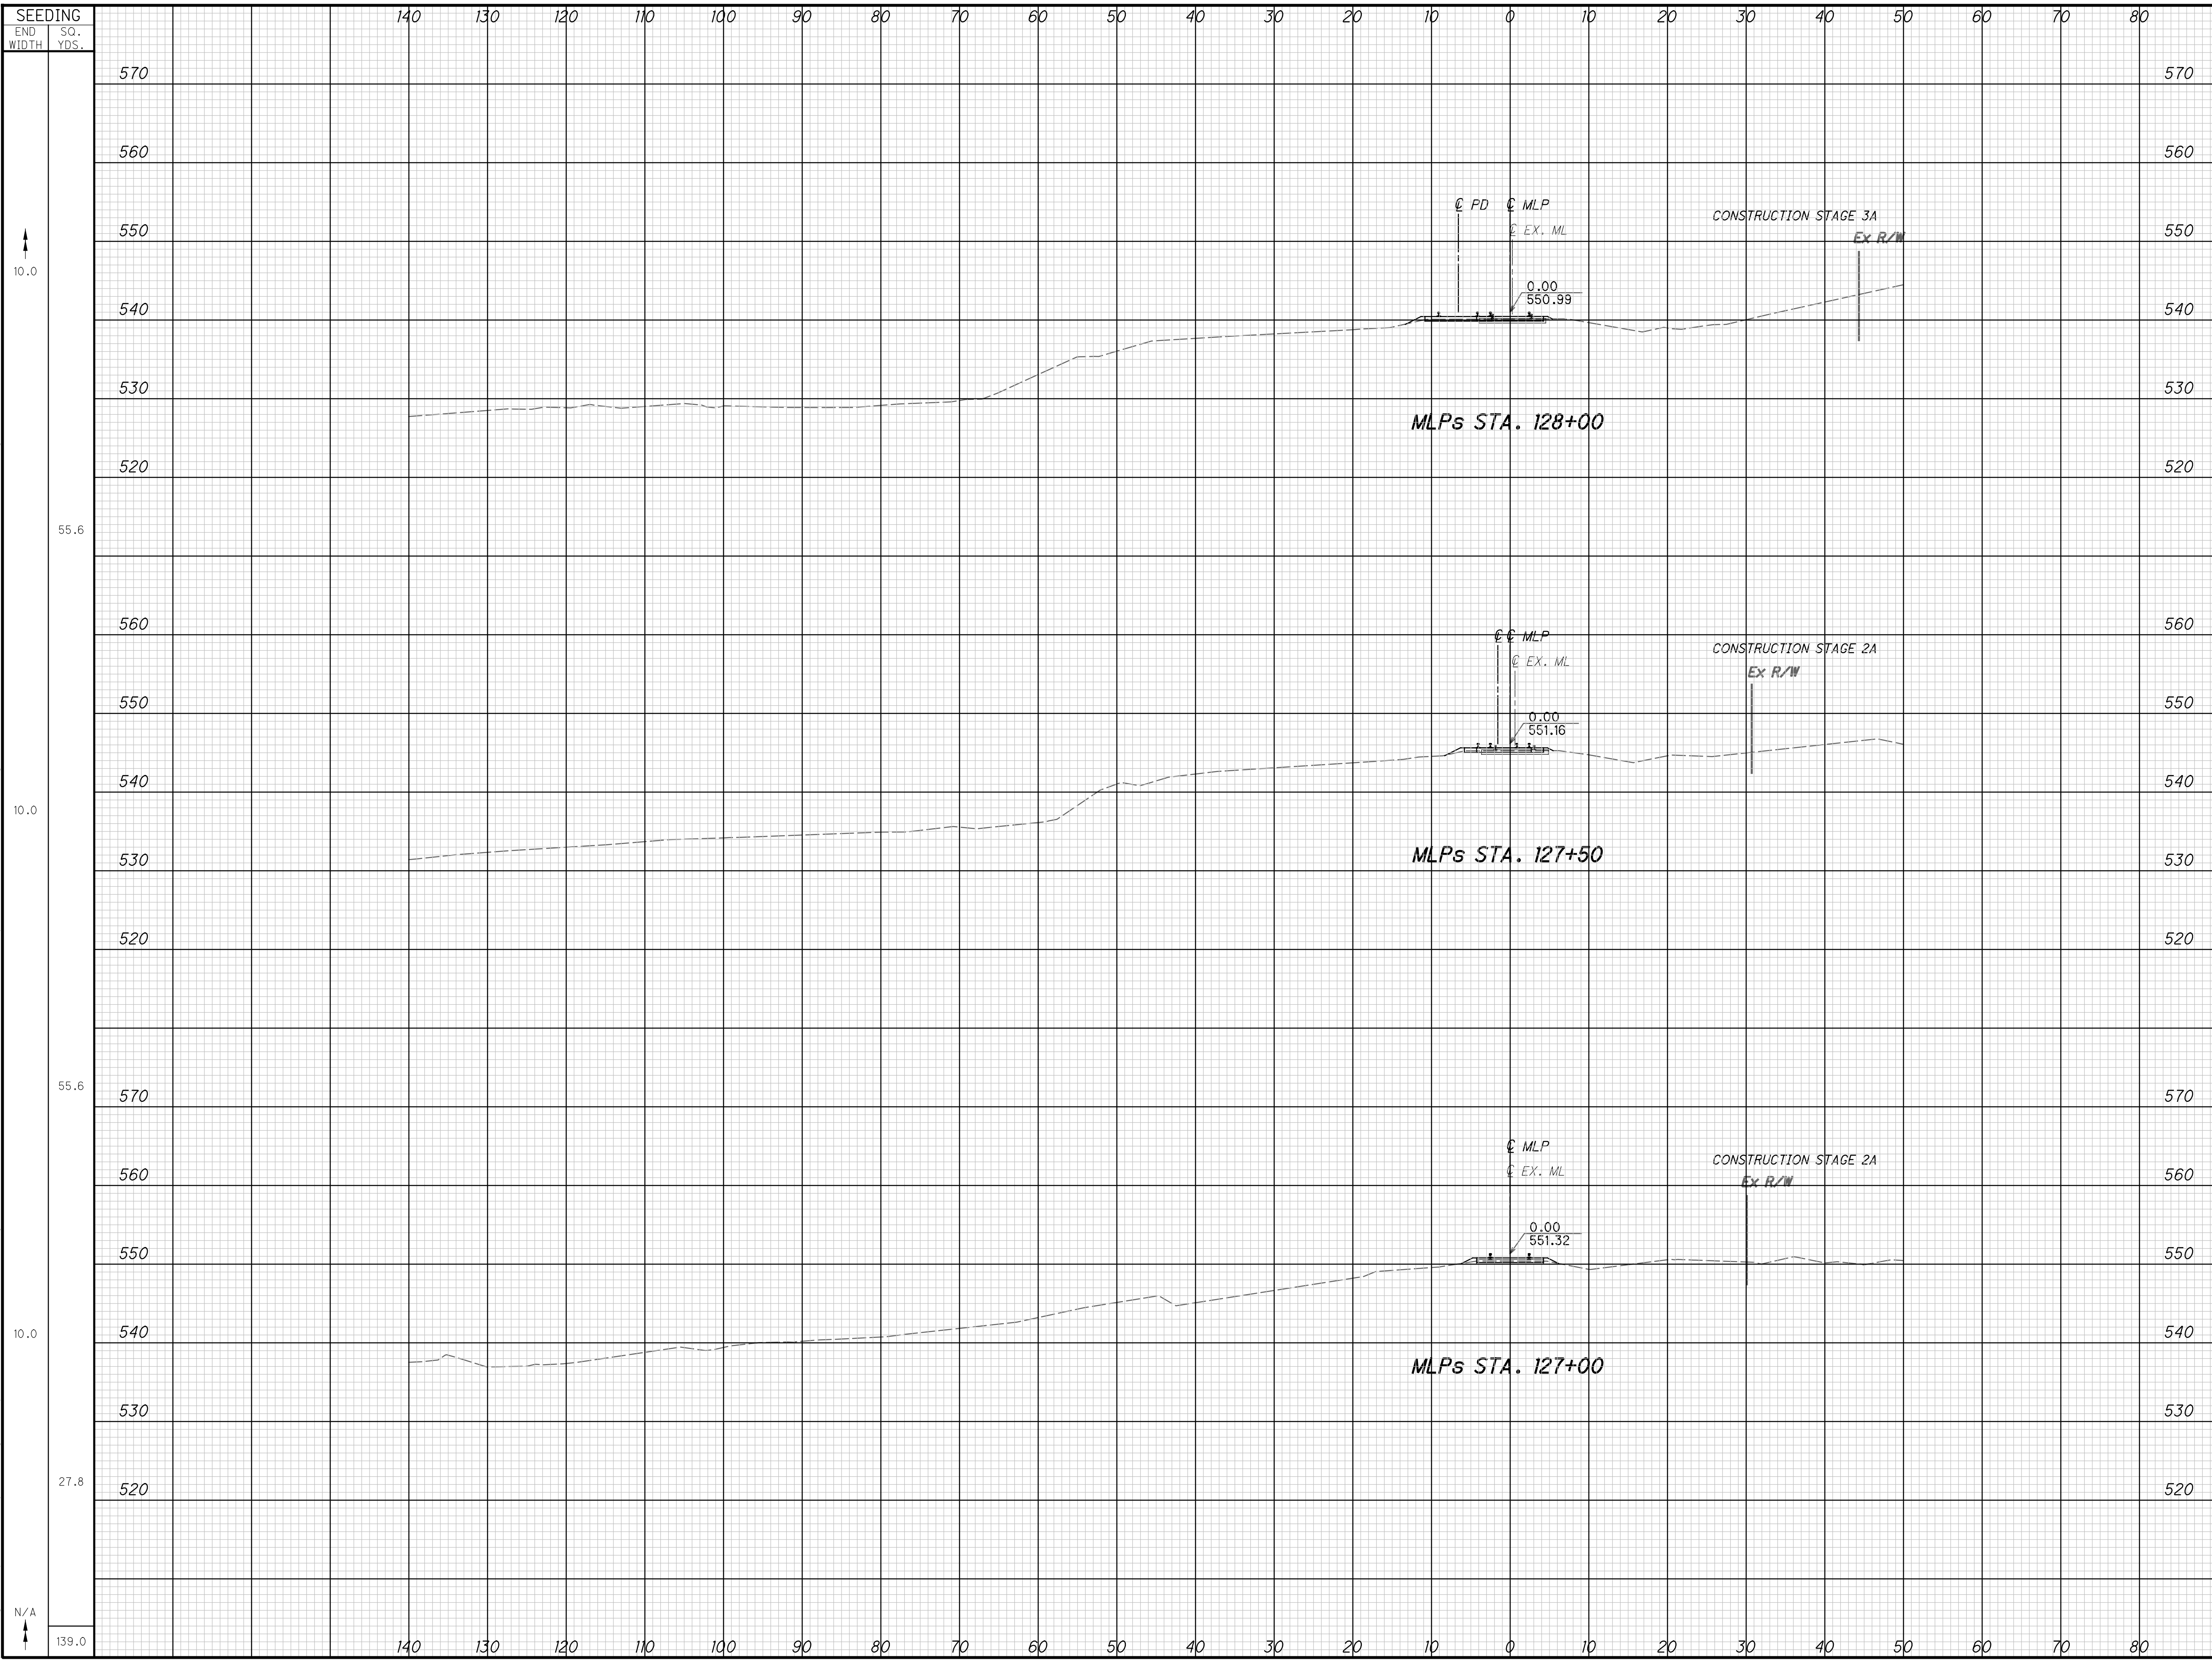 SEEDING
END WIDTH
SQ. YDS.
140 130 120 110 100 90 80 70 60 50 40 30 20 10 0 10 20 30 40 50 60 70 80
570 570
560 560
℄ PD ℄ MLP
CONSTRUCTION STAGE 3A
550 ℄ EX. ML 550
Ex R/W
10.0
0.00
550.99
540 540
530 530
MLPs STA. 128+00
520 520
55.6
560 560
℄ ℄ MLP
CONSTRUCTION STAGE 2A
℄ EX. ML
Ex R/W
550 550
0.00
551.16
540 540
10.0
MLPs STA. 127+50
530 530
520 520
55.6
570 570
℄ MLP
CONSTRUCTION STAGE 2A
560 ℄ EX. ML 560
Ex R/W
0.00
551.32
550 550
10.0
540 540
MLPs STA. 127+00
530 530
27.8
520 520
N/A
139.0
140 130 120 110 100 90 80 70 60 50 40 30 20 10 0 10 20 30 40 50 60 70 80